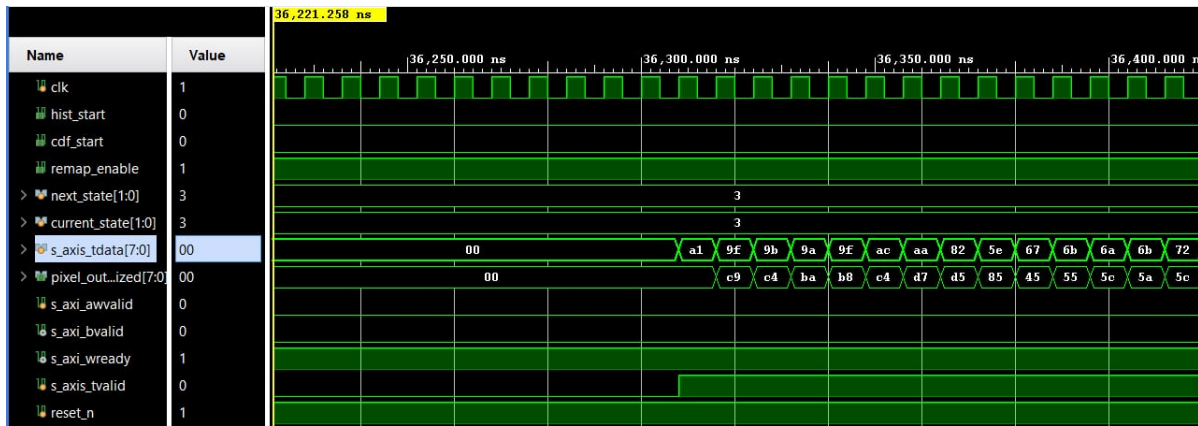 36,221.258 ns
Name Value
36,250.000 ns 36,300.000 ns 36,350.000 ns 36,400.000 n
clk 1
hist_start 0
cdf_start 0
remap_enable 1
next_state[1:0] 3 3
current_state[1:0] 3 3
s_axis_tdata[7:0] 00 00 a1 9f 9b 9a 9f ac aa 82 5e 67 6b 6a 6b 72
pixel_out...ized[7:0] 00 00 c9 c4 ba b8 c4 d7 d5 85 45 55 5c 5a 5c
s_axi_awvalid 0
s_axi_bvalid 0
s_axi_wready 1
s_axis_tvalid 0
reset_n 1